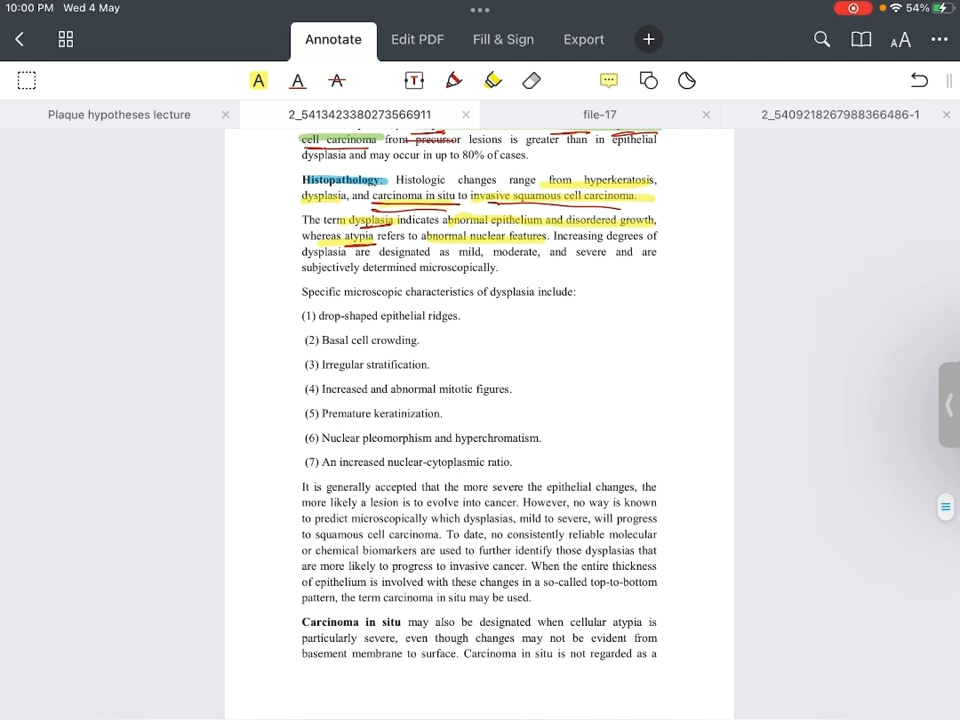 10:00 PM Wed 4 May
54%
Annotate
Edit PDF
Fill & Sign
Export
Plaque hypotheses lecture
2_5413423380273566911
file-17
2_5409218267988366486-1
cell carcinoma from precursor lesions is greater than in epithelial
dysplasia and may occur in up to 80% of cases.
Histopathology: Histologic changes range from hyperkeratosis,
dysplasia, and carcinoma in situ to invasive squamous cell carcinoma.
The term dysplasia indicates abnormal epithelium and disordered growth,
whereas atypia refers to abnormal nuclear features. Increasing degrees of
dysplasia are designated as mild, moderate, and severe and are
subjectively determined microscopically.
Specific microscopic characteristics of dysplasia include:
(1) drop-shaped epithelial ridges.
(2) Basal cell crowding.
(3) Irregular stratification.
(4) Increased and abnormal mitotic figures.
(5) Premature keratinization.
(6) Nuclear pleomorphism and hyperchromatism.
(7) An increased nuclear-cytoplasmic ratio.
It is generally accepted that the more severe the epithelial changes, the
more likely a lesion is to evolve into cancer. However, no way is known
to predict microscopically which dysplasias, mild to severe, will progress
to squamous cell carcinoma. To date, no consistently reliable molecular
or chemical biomarkers are used to further identify those dysplasias that
are more likely to progress to invasive cancer. When the entire thickness
of epithelium is involved with these changes in a so-called top-to-bottom
pattern, the term carcinoma in situ may be used.
Carcinoma in situ may also be designated when cellular atypia is
particularly severe, even though changes may not be evident from
basement membrane to surface. Carcinoma in situ is not regarded as a